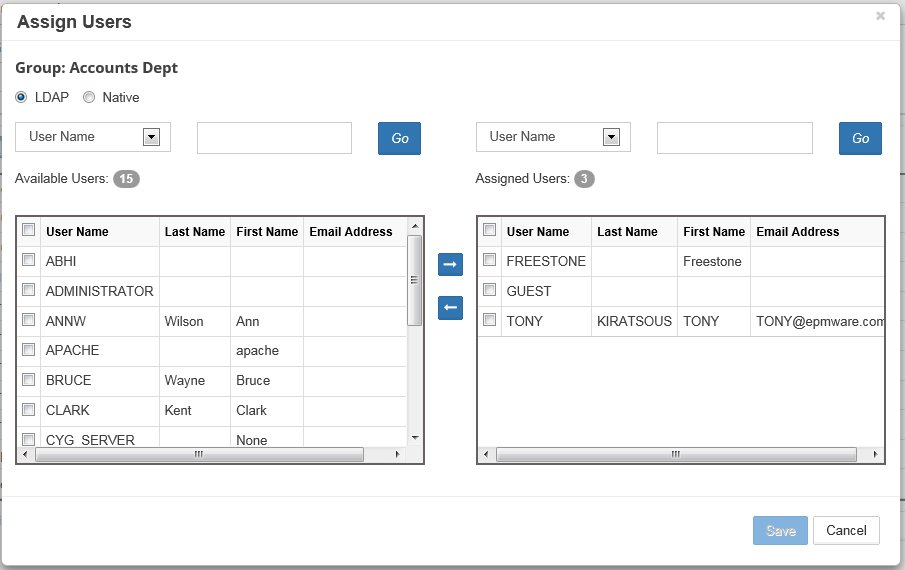 Assign Users
Group: Accounts Dept
LDAP Native
User Name Go
Available Users: 15
User Name Last Name First Name Email Address
ABHI
ADMINISTRATOR
ANNW Wilson Ann
APACHE apache
BRUCE Wayne Bruce
CLARK Kent Clark
CYG_SERVER None
User Name Go
Assigned Users: 3
User Name Last Name First Name Email Address
FREESTONE Freestone
GUEST
TONY KIRATSOUS TONY TONY@epmware.com
Save Cancel